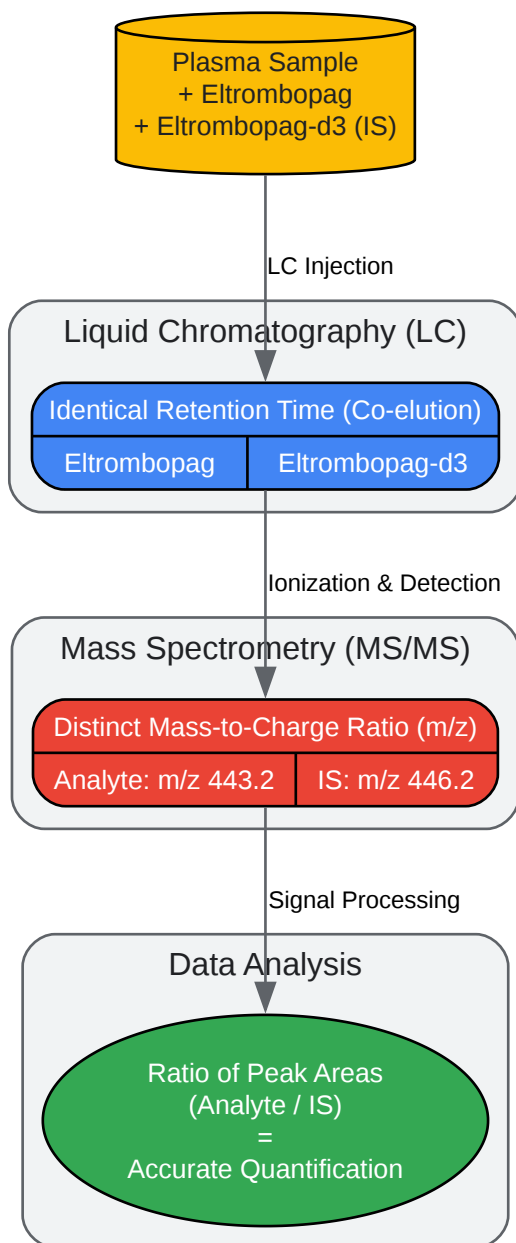 Plasma Sample
+ Eltrombopag
+ Eltrombopag-d3 (IS)
LC Injection
Liquid Chromatography (LC)
Identical Retention Time (Co-elution)
Eltrombopag
Eltrombopag-d3
Ionization & Detection
Mass Spectrometry (MS/MS)
Distinct Mass-to-Charge Ratio (m/z)
Analyte: m/z 443.2
IS: m/z 446.2
Signal Processing
Data Analysis
Ratio of Peak Areas
(Analyte / IS)
=
Accurate Quantification